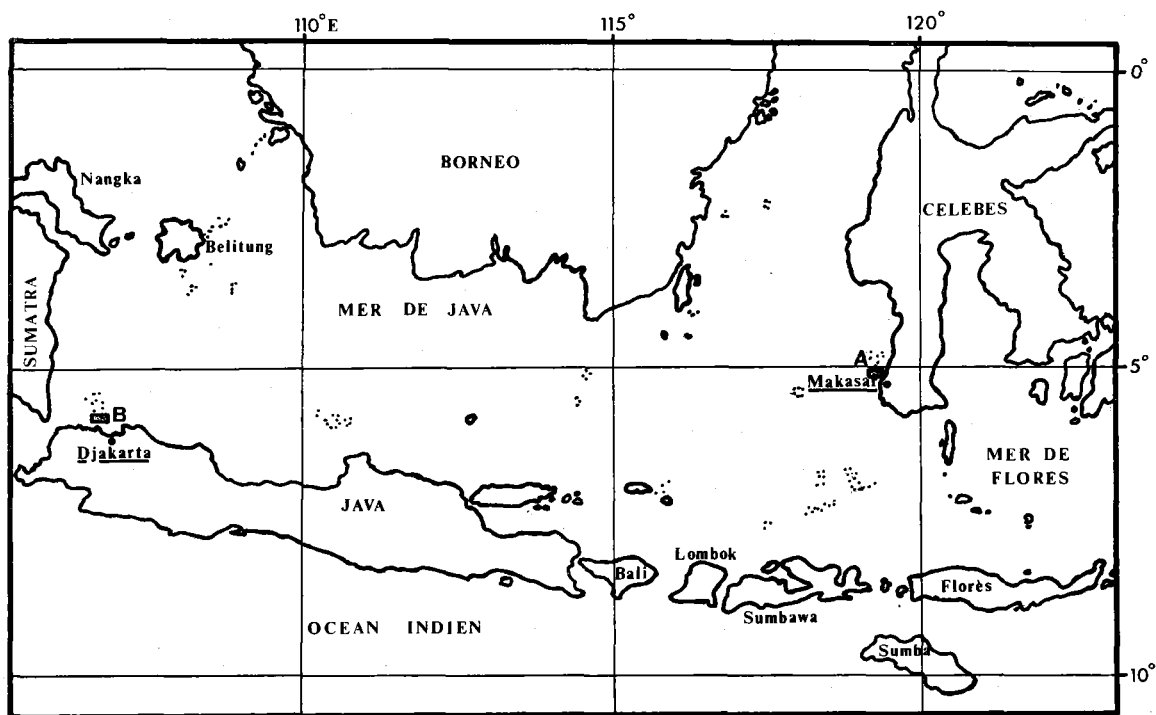 110°E
115°
120°
0°
BORNEO
Nangka
CELEBES
Belitung
SUMATRA
MER DE JAVA
A
Makasar
5°
B
Djakarta
MER DE
FLORES
JAVA
Lombok
Bali
Florès
Sumbawa
OCEAN INDIEN
Sumba
10°